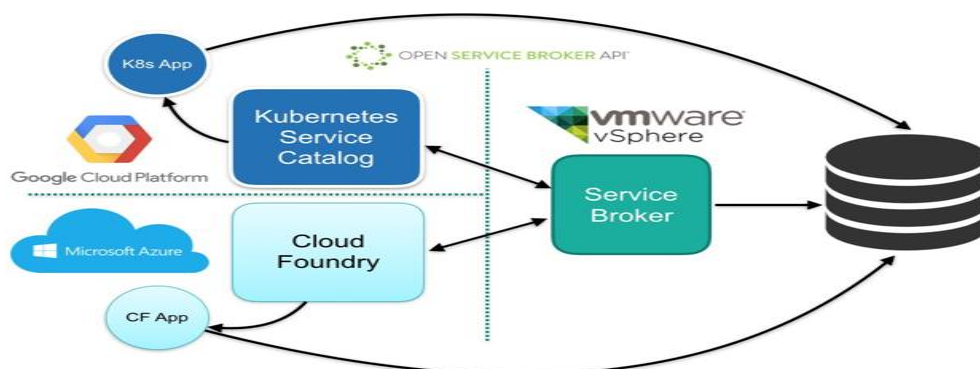 OPEN SERVICE BROKER API
K8s App
Kubernetes
Service
Catalog
Google Cloud Platform
vmware
vSphere
Service
Broker
Microsoft Azure
Cloud
Foundry
CF App